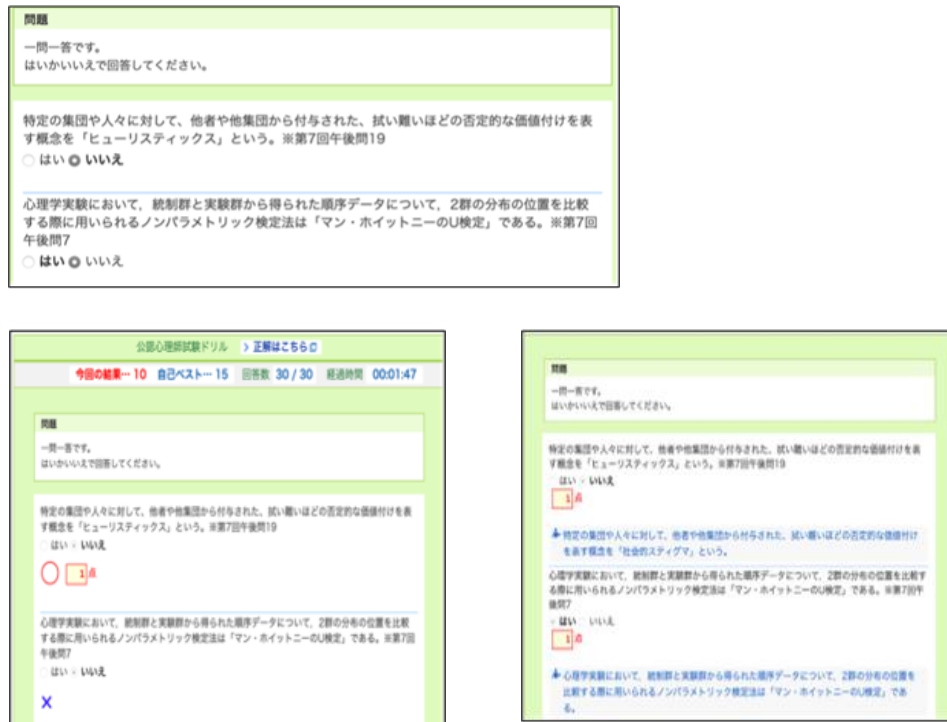 問題
一問一答です。
はいかいいえで回答してください。
特定の集団や人々に対して、他者や他集団から付与された、拭い難いほどの否定的な価値付けを表
す概念を「ヒューリスティックス」という。※第7回午後問19
はい いいえ
心理学実験において，統制群と実験群から得られた順序データについて，2群の分布の位置を比較
する際に用いられるノンパラメトリック検定法は「マン・ホイットニーのU検定」である。※第7回
午後問7
はい いいえ
公認心理師試験ドリル > 正解はこちら
今回の結果… 10 自己ベスト… 15 回答数 30 / 30 経過時間 00:01:47
問題
一問一答です。
はいかいいえで回答してください。
特定の集団や人々に対して、他者や他集団から付与された、拭い難いほどの否定的な価値付けを表
す概念を「ヒューリスティックス」という。※第7回午後問19
はい いいえ
1 点
心理学実験において，統制群と実験群から得られた順序データについて，2群の分布の位置を比較
する際に用いられるノンパラメトリック検定法は「マン・ホイットニーのU検定」である。※第7回
午後問7
はい いいえ
問題
一問一答です。
はいかいいえで回答してください。
特定の集団や人々に対して、他者や他集団から付与された、拭い難いほどの否定的な価値付けを表
す概念を「ヒューリスティックス」という。※第7回午後問19
はい いいえ
1 点
特定の集団や人々に対して、他者や他集団から付与された、拭い難いほどの否定的な価値付け
を表す概念を「社会的スティグマ」という。
心理学実験において，統制群と実験群から得られた順序データについて，2群の分布の位置を比較す
る際に用いられるノンパラメトリック検定法は「マン・ホイットニーのU検定」である。※第7回午
後問7
はい いいえ
1 点
心理学実験において，統制群と実験群から得られた順序データについて，2群の分布の位置を
比較する際に用いられるノンパラメトリック検定法は「マン・ホイットニーのU検定」であ
る。